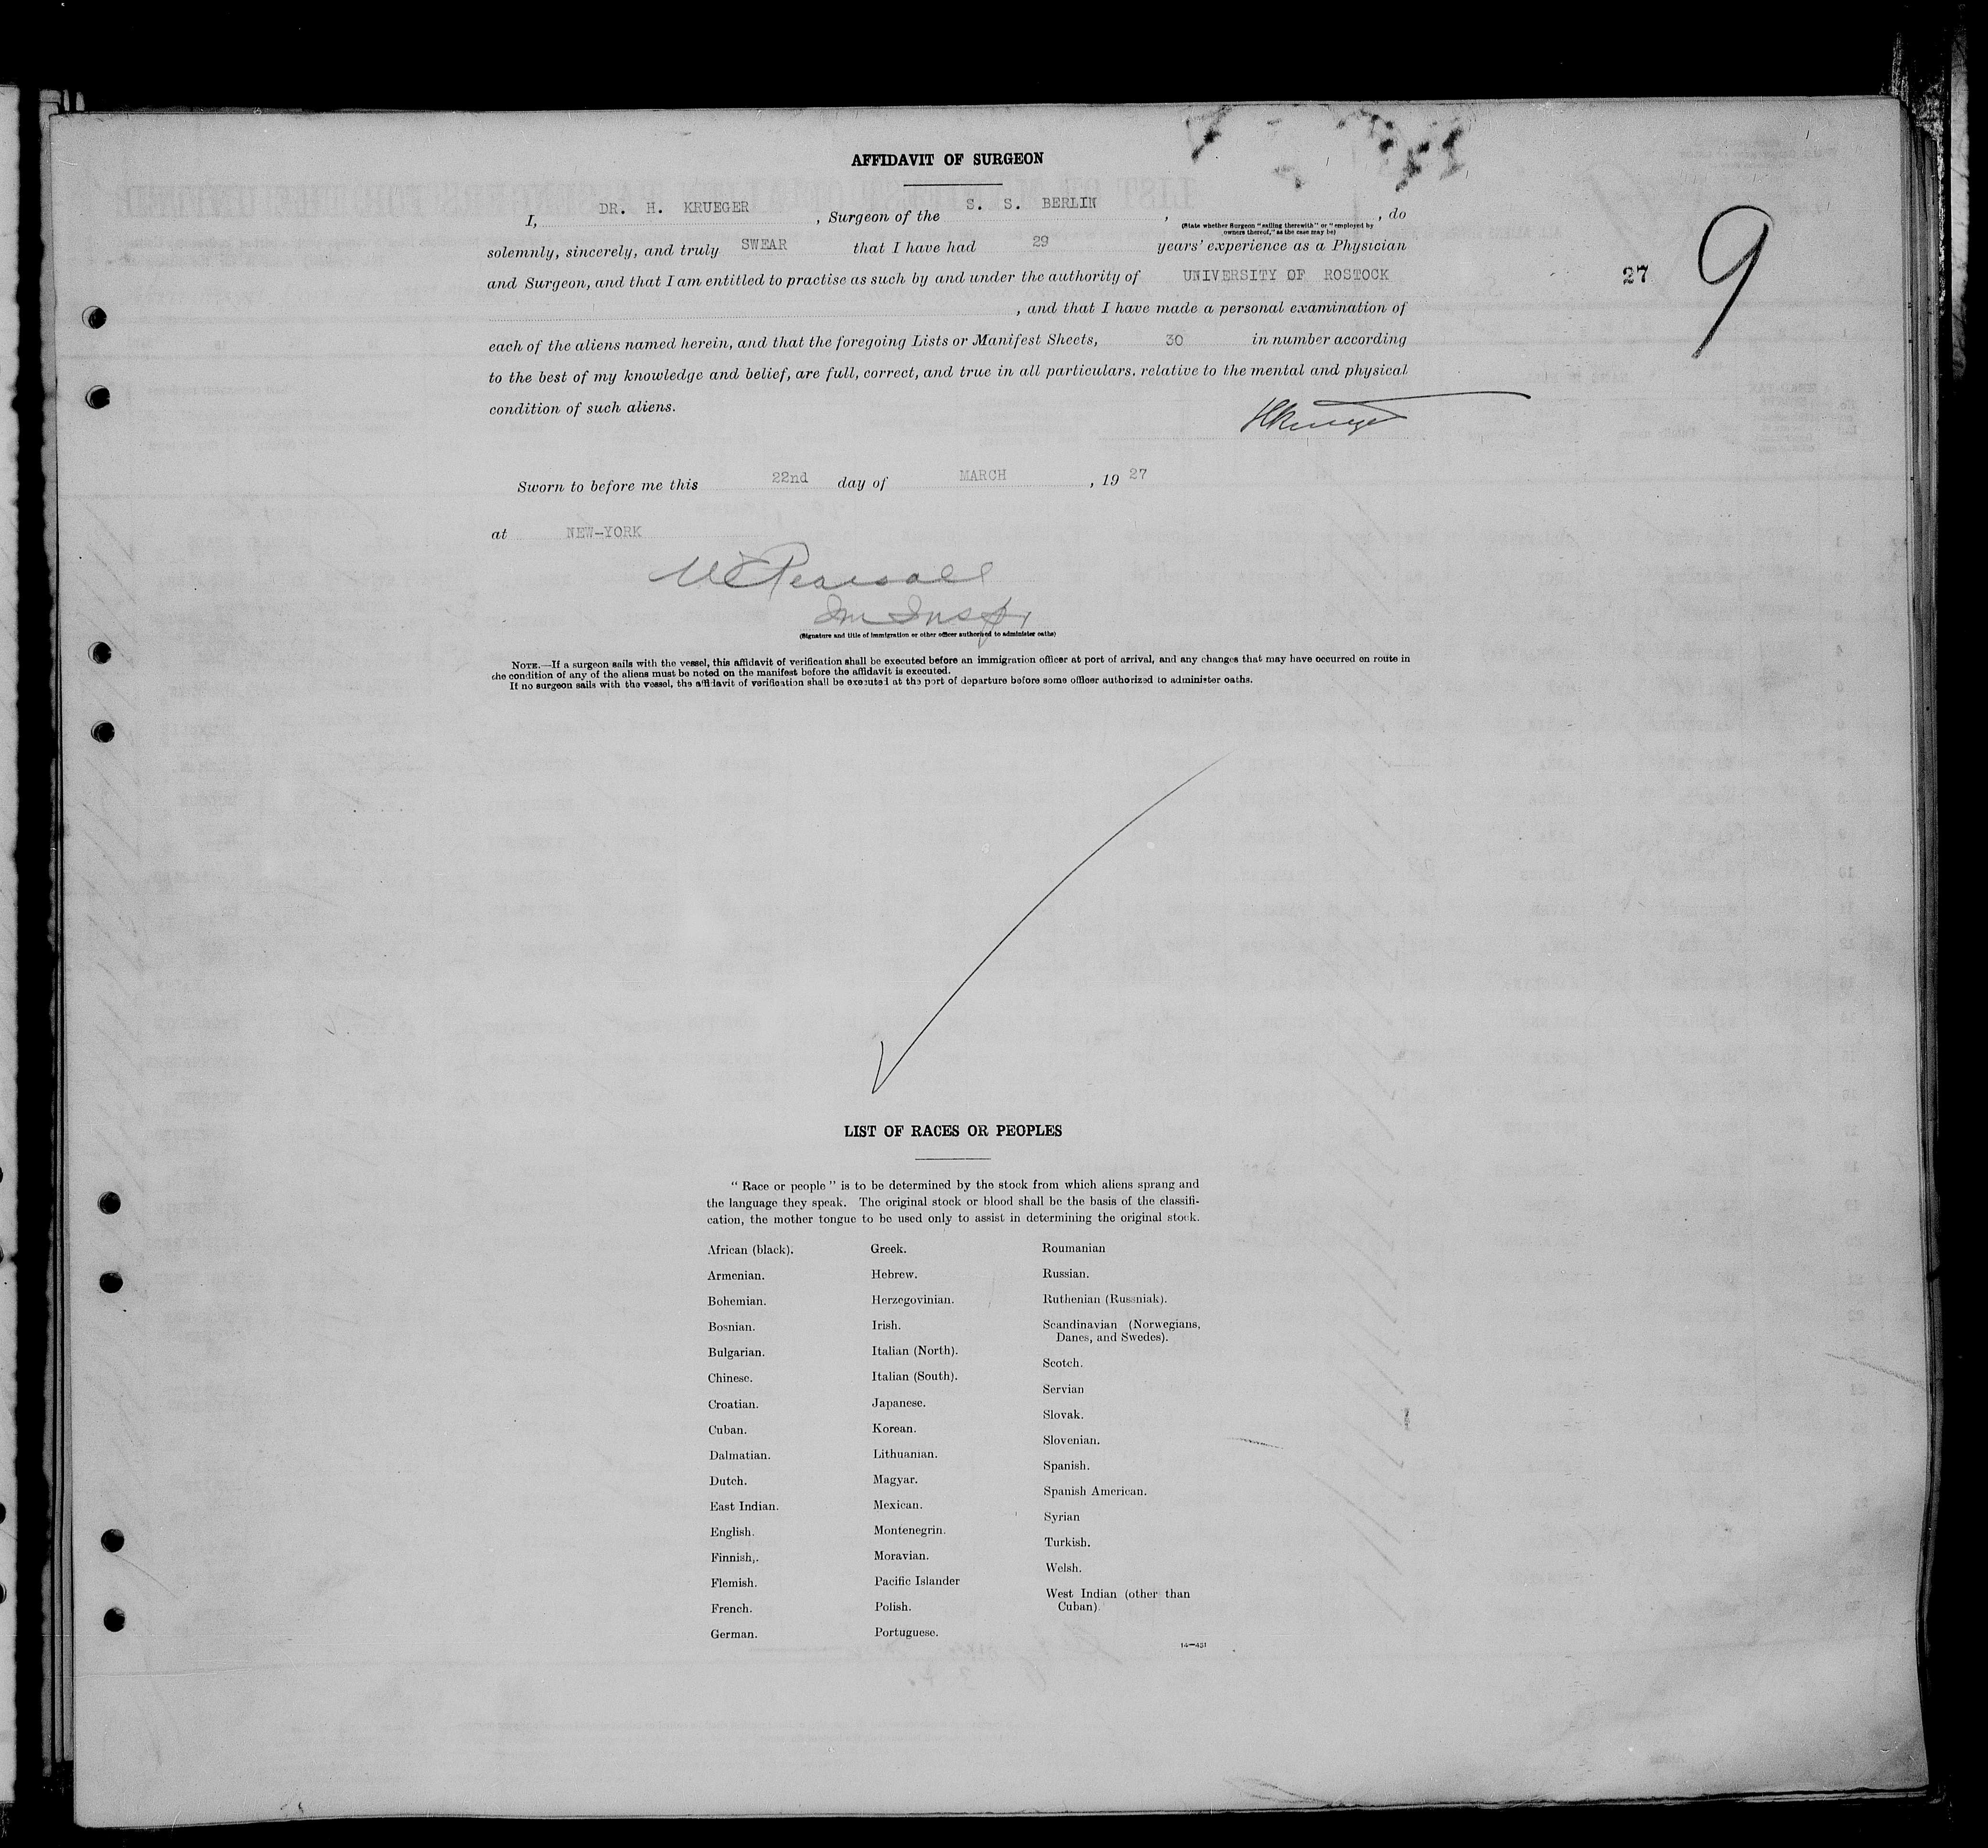 AFFIDAVIT OF SURGEON
I, DR. H. KRUEGER , Surgeon of the S. S. BERLIN , , do
(State whether Surgeon "sailing therewith" or "employed by
owners thereof," as the case may be)
solemnly, sincerely, and truly SWEAR that I have had 29 years' experience as a Physician
and Surgeon, and that I am entitled to practise as such by and under the authority of UNIVERSITY OF ROSTOCK
27 9
, and that I have made a personal examination of
each of the aliens named herein, and that the foregoing Lists or Manifest Sheets, 30 in number according
to the best of my knowledge and belief, are full, correct, and true in all particulars. relative to the mental and physical
condition of such aliens.
HKrueger
Sworn to before me this 22nd day of MARCH , 19 27
at NEW-YORK
Pearsall
Im Insp,
(Signature and title of immigration or other officer authorized to administer oaths)
NOTE.—If a surgeon sails with the vessel, this affidavit of verification shall be executed before an immigration officer at port of arrival, and any changes that may have occurred en route in
the condition of any of the aliens must be noted on the manifest before the affidavit is executed.
If no surgeon sails with the vessel, the affidavit of verification shall be executed at the port of departure before some officer authorized to administer oaths.
LIST OF RACES OR PEOPLES
" Race or people " is to be determined by the stock from which aliens sprang and
the language they speak. The original stock or blood shall be the basis of the classifi-
cation, the mother tongue to be used only to assist in determining the original stock.
African (black).
Armenian.
Bohemian.
Bosnian.
Bulgarian.
Chinese.
Croatian.
Cuban.
Dalmatian.
Dutch.
East Indian.
English.
Finnish,.
Flemish.
French.
German.
Greek.
Hebrew.
Herzegovinian.
Irish.
Italian (North).
Italian (South).
Japanese.
Korean.
Lithuanian.
Magyar.
Mexican.
Montenegrin.
Moravian.
Pacific Islander
Polish.
Portuguese.
Roumanian
Russian.
Ruthenian (Russniak).
Scandinavian (Norwegians,
Danes, and Swedes).
Scotch.
Servian
Slovak.
Slovenian.
Spanish.
Spanish American.
Syrian
Turkish.
Welsh.
West Indian (other than
Cuban).
14—451